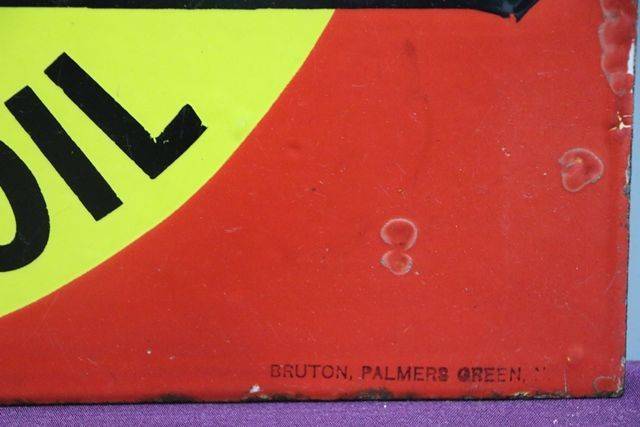 OIL
BRUTON, PALMERS GREEN, N